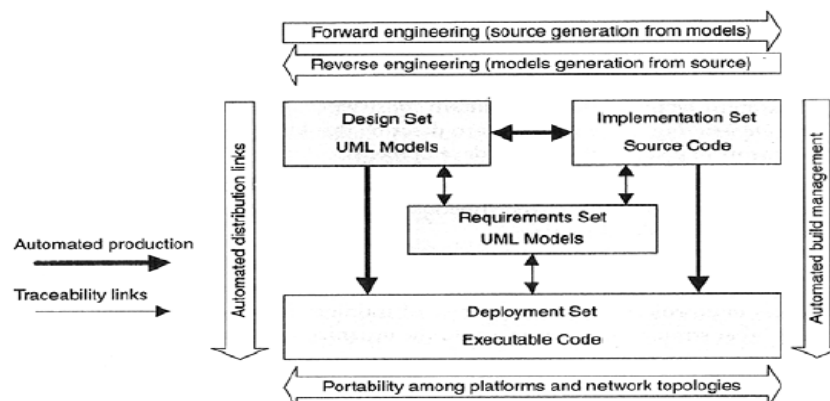 Forward engineering (source generation from models)
Reverse engineering (models generation from source)
Design Set
UML Models
Implementation Set
Source Code
Requirements Set
UML Models
Automated production
Traceability links
Automated distribution links
Automated build management
Deployment Set
Executable Code
Portability among platforms and network topologies